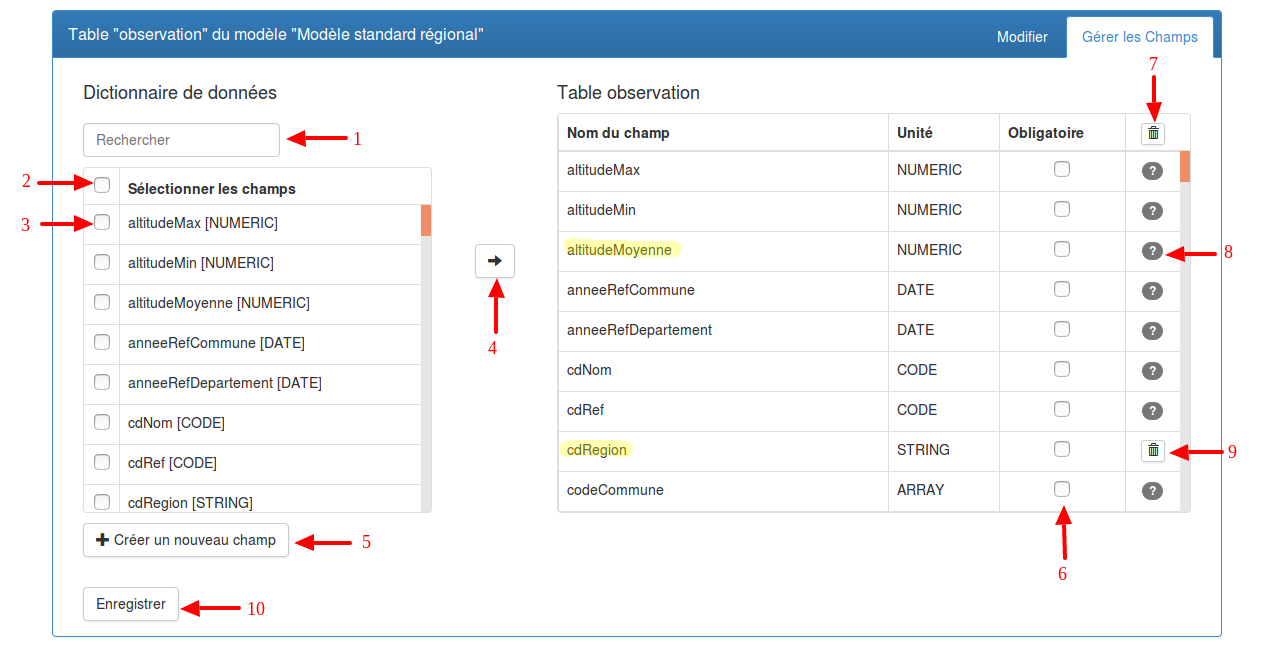 Table "observation" du modèle "Modèle standard régional"
Modifier
Gérer les Champs
7
Dictionnaire de données
Rechercher
1
2
Sélectionner les champs
3
altitudeMax [NUMERIC]
altitudeMin [NUMERIC]
altitudeMoyenne [NUMERIC]
anneeRefCommune [DATE]
anneeRefDepartement [DATE]
cdNom [CODE]
cdRef [CODE]
cdRegion [STRING]
Créer un nouveau champ
5
Enregistrer
10
4
Table observation
Nom du champ Unité Obligatoire
altitudeMax NUMERIC ?
altitudeMin NUMERIC ?
altitudeMoyenne NUMERIC ? 8
anneeRefCommune DATE ?
anneeRefDepartement DATE ?
cdNom CODE ?
cdRef CODE ?
cdRegion STRING 9
codeCommune ARRAY ?
6